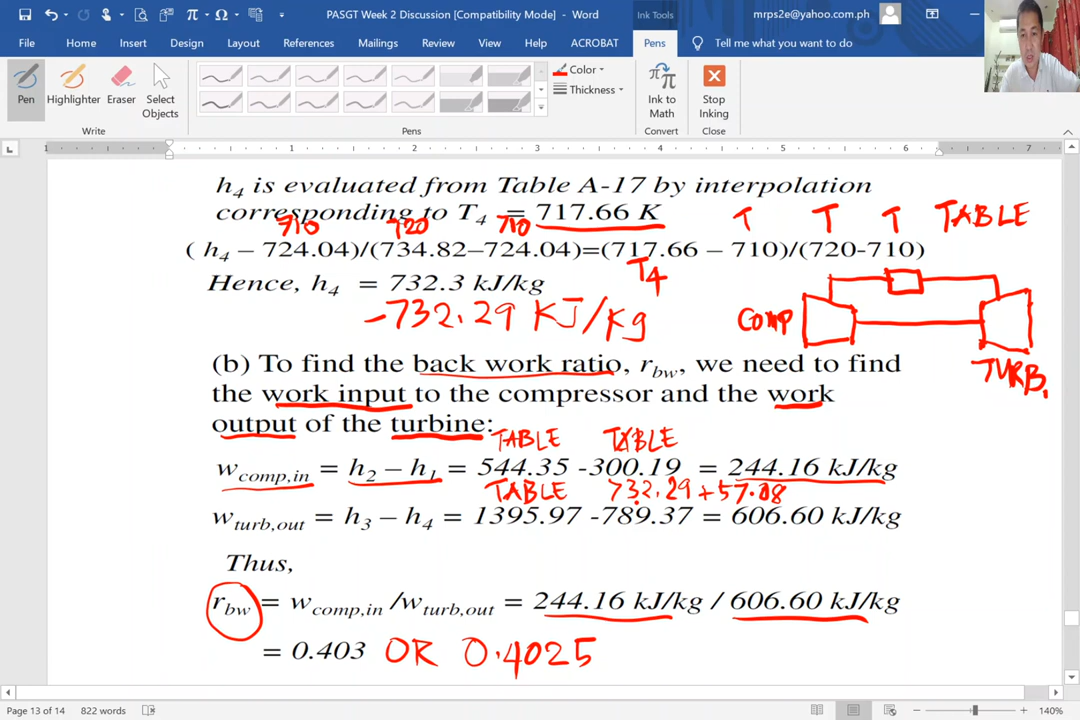 PASGT Week 2 Discussion [Compatibility Mode] - Word
Ink Tools
mrps2e@yahoo.com.ph
File Home Insert Design Layout References Mailings Review View Help ACROBAT Pens Tell me what you want to do
Pen Highlighter Eraser Select Objects
Color
Thickness
Ink to Math
Stop Inking
Write Pens Convert Close
1 1 2 3 4 5 6 7
h4 is evaluated from Table A-17 by interpolation
corresponding to T4 = 717.66 K
T T T TABLE
710 720 710
( h4 – 724.04)/(734.82–724.04)=(717.66 – 710)/(720-710)
T4
Hence, h4 = 732.3 kJ/kg
-732.29 KJ/kg
Comp
TURB.
(b) To find the back work ratio, rbw, we need to find
the work input to the compressor and the work
output of the turbine:
TABLE TABLE
wcomp,in = h2 – h1 = 544.35 -300.19 = 244.16 kJ/kg
TABLE 732.29+57.08
wturb,out = h3 – h4 = 1395.97 -789.37 = 606.60 kJ/kg
Thus,
rbw = wcomp,in /wturb,out = 244.16 kJ/kg / 606.60 kJ/kg
= 0.403 OR 0.4025
Page 13 of 14 822 words 140%